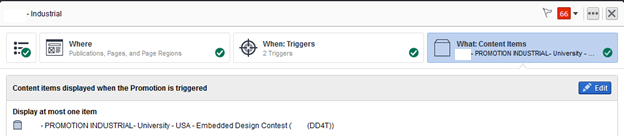 - Industrial
66
Where
Publications, Pages, and Page Regions
When: Triggers
2 Triggers
What: Content Items
- PROMOTION INDUSTRIAL- University - ...
Content items displayed when the Promotion is triggered
Edit
Display at most one item
- PROMOTION INDUSTRIAL- University - USA - Embedded Design Contest ( (DD4T))